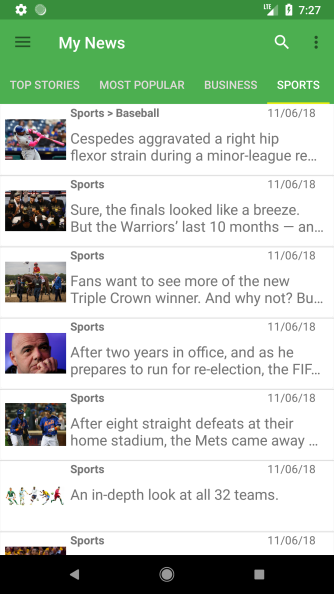 LTE 7:27
My News
TOP STORIES MOST POPULAR BUSINESS SPORTS
Sports > Baseball 11/06/18
Cespedes aggravated a right hip
flexor strain during a minor-league re…
Sports 11/06/18
Sure, the finals looked like a breeze.
But the Warriors’ last 10 months — an…
Sports 11/06/18
Fans want to see more of the new
Triple Crown winner. And why not? Bu…
Sports 11/06/18
After two years in office, and as he
prepares to run for re-election, the FIF…
Sports 11/06/18
After eight straight defeats at their
home stadium, the Mets came away …
Sports 11/06/18
An in-depth look at all 32 teams.
Sports 11/06/18